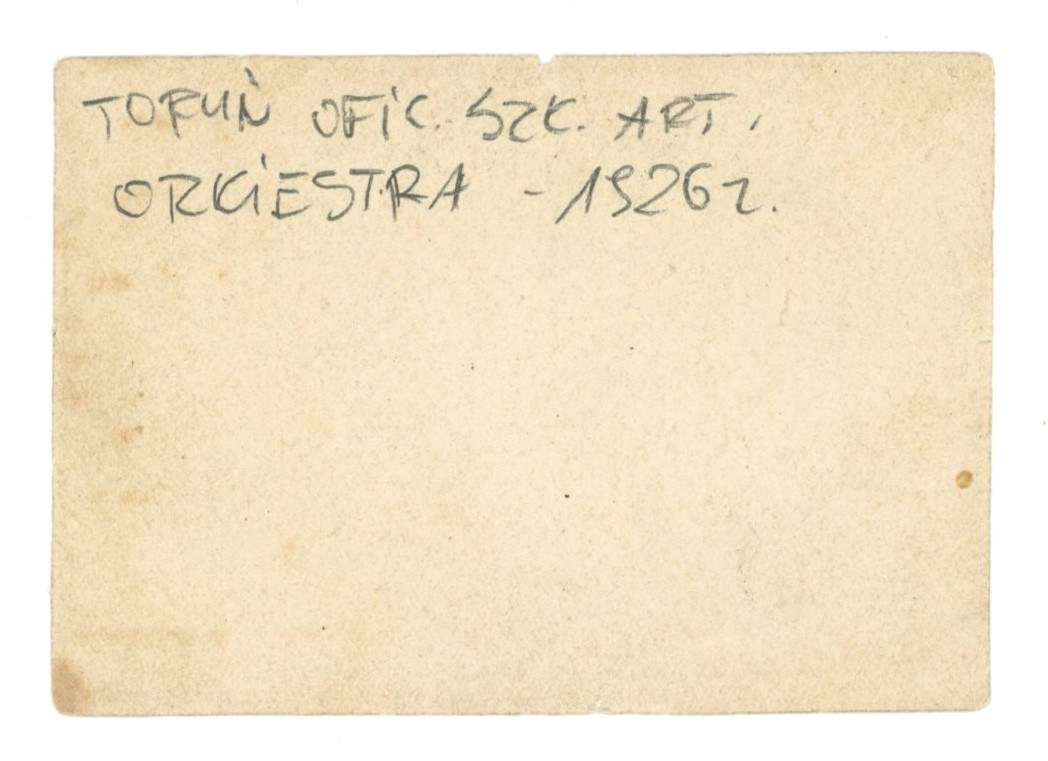 TORUŃ OFIC. SZK. ART.
ORKIESTRA - 1926 r.